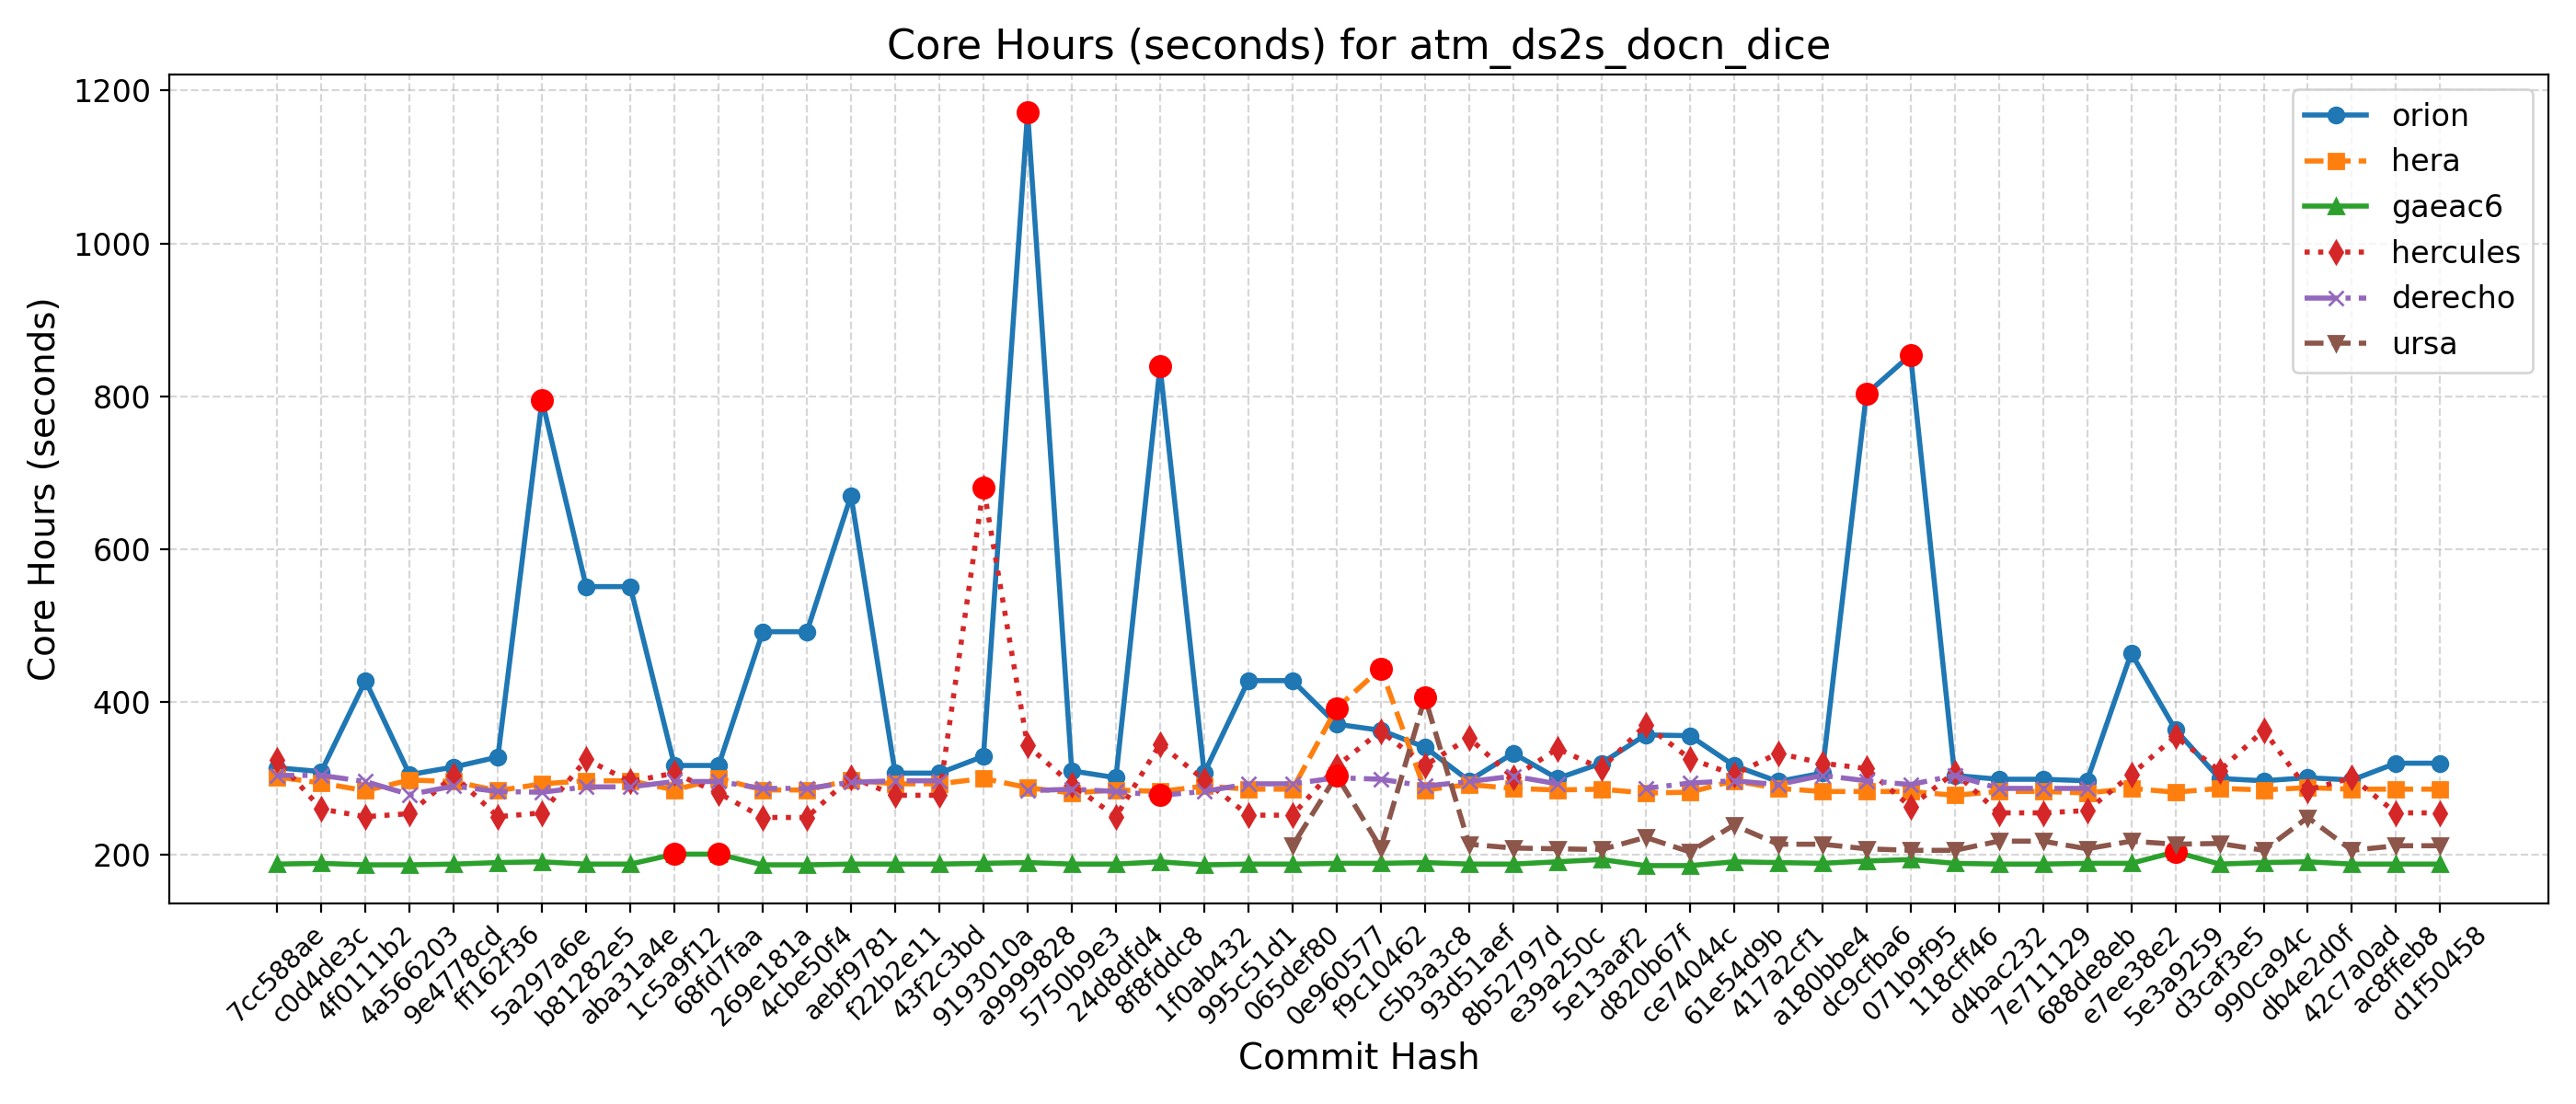 Core Hours (seconds) for atm_ds2s_docn_dice
Core Hours (seconds)
1200
1000
800
600
400
200
orion
hera
gaeac6
hercules
derecho
ursa
7cc588ae
c0d4de3c
4f0111b2
4a566203
9e4778cd
ff162f36
5a297a6e
b81282e5
aba31a4e
1c5a9f12
68fd7faa
269e181a
4cbe50f4
aebf9781
f22b2e11
43f2c3bd
9193010a
a9999828
5750b9e3
24d8dfd4
8f8fddc8
1f0ab432
995c51d1
065def80
0e960577
f9c10462
c5b3a3c8
93d51aef
8b52797d
e39a250c
5e13aaf2
d820b67f
ce74044c
61e54d9b
417a2cf1
a180bbe4
dc9cfba6
071b9f95
118cff46
d4bac232
7e711129
688de8eb
e7ee38e2
5e3a9259
d3caf3e5
990ca94c
db4e2d0f
42c7a0ad
ac8ffeb8
d1f50458
Commit Hash